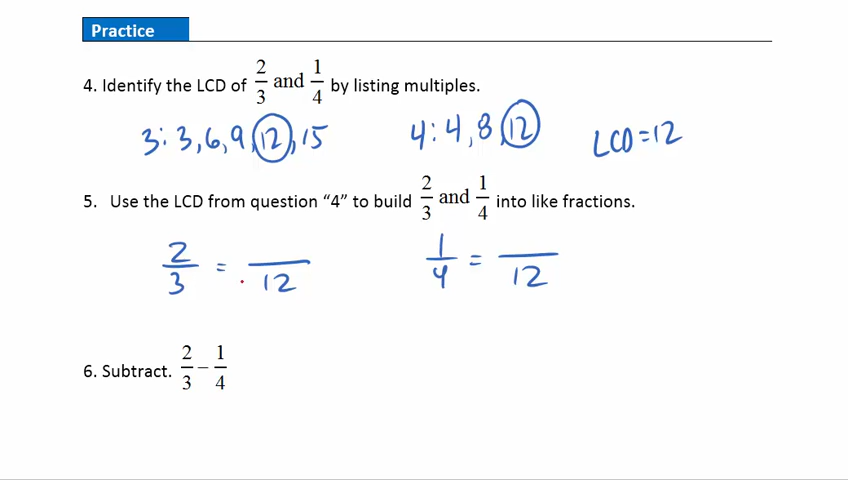 Practice
4. Identify the LCD of 2/3 and 1/4 by listing multiples.
3: 3, 6, 9, 12, 15 4: 4, 8, 12 LCD=12
5. Use the LCD from question “4” to build 2/3 and 1/4 into like fractions.
2/3 = __/12 1/4 = __/12
6. Subtract. 2/3 − 1/4